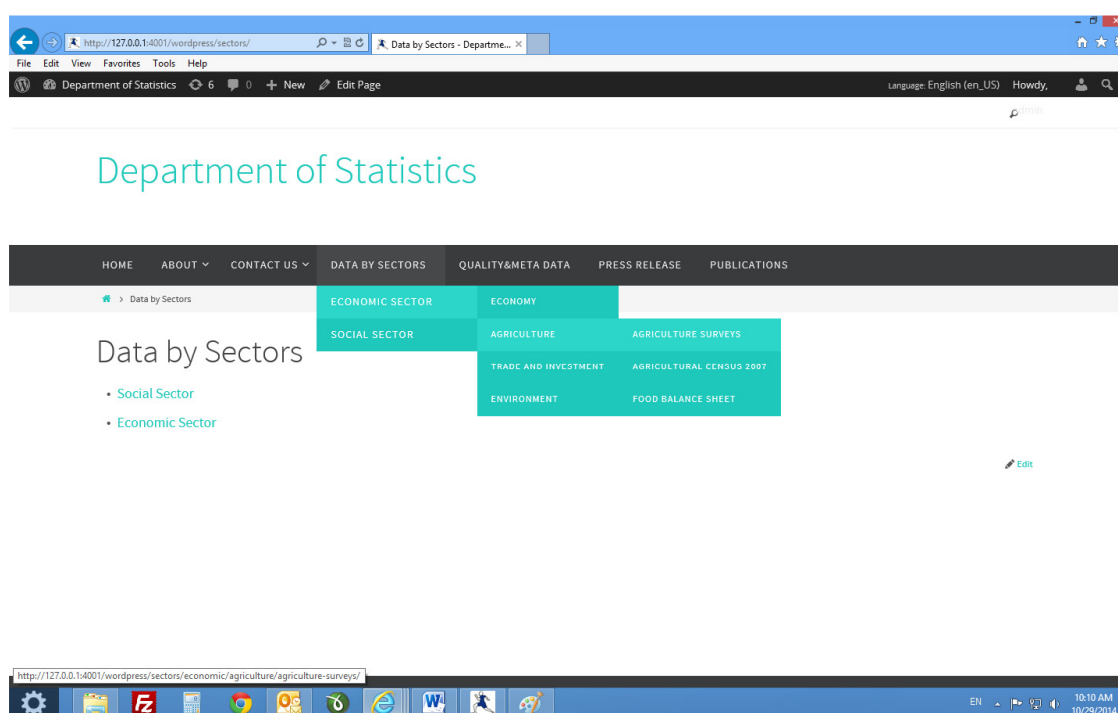 http://127.0.0.1:4001/wordpress/sectors/
Data by Sectors - Departme...
File Edit View Favorites Tools Help
Department of Statistics 6 0 + New Edit Page Language: English (en_US) Howdy,
admin
Department of Statistics
HOME ABOUT CONTACT US DATA BY SECTORS QUALITY&META DATA PRESS RELEASE PUBLICATIONS
> Data by Sectors
ECONOMIC SECTOR ECONOMY
SOCIAL SECTOR AGRICULTURE AGRICULTURE SURVEYS
TRADE AND INVESTMENT AGRICULTURAL CENSUS 2007
ENVIRONMENT FOOD BALANCE SHEET
Data by Sectors
• Social Sector
• Economic Sector
Edit
http://127.0.0.1:4001/wordpress/sectors/economic/agriculture/agriculture-surveys/
EN 10:10 AM
10/29/2014